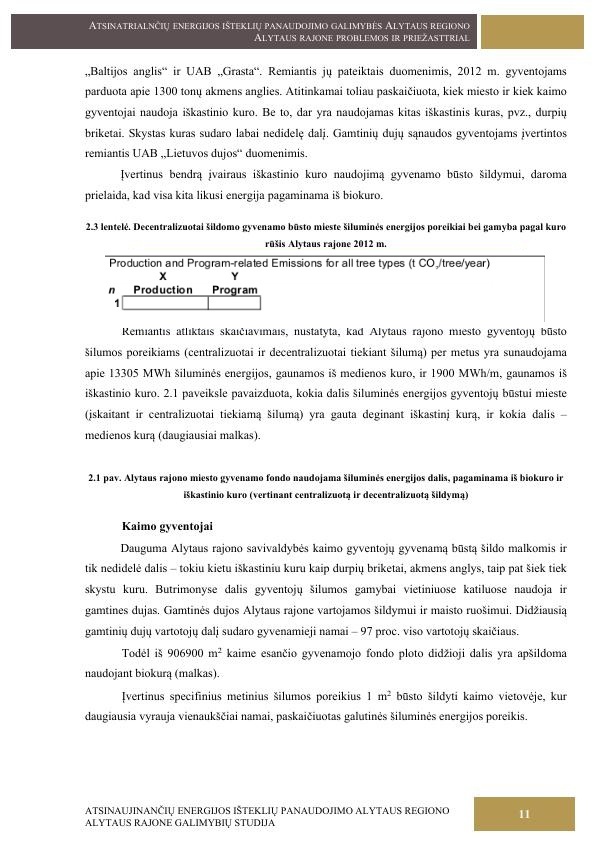 ATSINATRIALNČIŲ ENERGIJOS IŠTEKLIŲ PANAUDOJIMO GALIMYBĖS ALYTAUS REGIONO
ALYTAUS RAJONE PROBLEMOS IR PRIEŽASTTRIAL
„Baltijos anglis“ ir UAB „Grasta“. Remiantis jų pateiktais duomenimis, 2012 m. gyventojams
parduota apie 1300 tonų akmens anglies. Atitinkamai toliau paskaičiuota, kiek miesto ir kiek kaimo
gyventojai naudoja iškastinio kuro. Be to, dar yra naudojamas kitas iškastinis kuras, pvz., durpių
briketai. Skystas kuras sudaro labai nedidelę dalį. Gamtinių dujų sąnaudos gyventojams įvertintos
remiantis UAB „Lietuvos dujos“ duomenimis.
Įvertinus bendrą įvairaus iškastinio kuro naudojimą gyvenamo būsto šildymui, daroma
prielaida, kad visa kita likusi energija pagaminama iš biokuro.
2.3 lentelė. Decentralizuotai šildomo gyvenamo būsto mieste šiluminės energijos poreikiai bei gamyba pagal kuro
rūšis Alytaus rajone 2012 m.
Production and Program-related Emissions for all tree types (t CO₂/tree/year)
X Y
n Production Program
1
Remiantis atliktais skaičiavimais, nustatyta, kad Alytaus rajono miesto gyventojų būsto
šilumos poreikiams (centralizuotai ir decentralizuotai tiekiant šilumą) per metus yra sunaudojama
apie 13305 MWh šiluminės energijos, gaunamos iš medienos kuro, ir 1900 MWh/m, gaunamos iš
iškastinio kuro. 2.1 paveiksle pavaizduota, kokia dalis šiluminės energijos gyventojų būstui mieste
(įskaitant ir centralizuotai tiekiamą šilumą) yra gauta deginant iškastinį kurą, ir kokia dalis –
medienos kurą (daugiausiai malkas).
2.1 pav. Alytaus rajono miesto gyvenamo fondo naudojama šiluminės energijos dalis, pagaminama iš biokuro ir
iškastinio kuro (vertinant centralizuotą ir decentralizuotą šildymą)
Kaimo gyventojai
Dauguma Alytaus rajono savivaldybės kaimo gyventojų gyvenamą būstą šildo malkomis ir
tik nedidelė dalis – tokiu kietu iškastiniu kuru kaip durpių briketai, akmens anglys, taip pat šiek tiek
skystu kuru. Butrimonyse dalis gyventojų šilumos gamybai vietiniuose katiluose naudoja ir
gamtines dujas. Gamtinės dujos Alytaus rajone vartojamos šildymui ir maisto ruošimui. Didžiausią
gamtinių dujų vartotojų dalį sudaro gyvenamieji namai – 97 proc. viso vartotojų skaičiaus.
Todėl iš 906900 m² kaime esančio gyvenamojo fondo ploto didžioji dalis yra apšildoma
naudojant biokurą (malkas).
Įvertinus specifinius metinius šilumos poreikius 1 m² būsto šildyti kaimo vietovėje, kur
daugiausia vyrauja vienaukščiai namai, paskaičiuotas galutinės šiluminės energijos poreikis.
ATSINAUJINANČIŲ ENERGIJOS IŠTEKLIŲ PANAUDOJIMO ALYTAUS REGIONO
ALYTAUS RAJONE GALIMYBIŲ STUDIJA
11